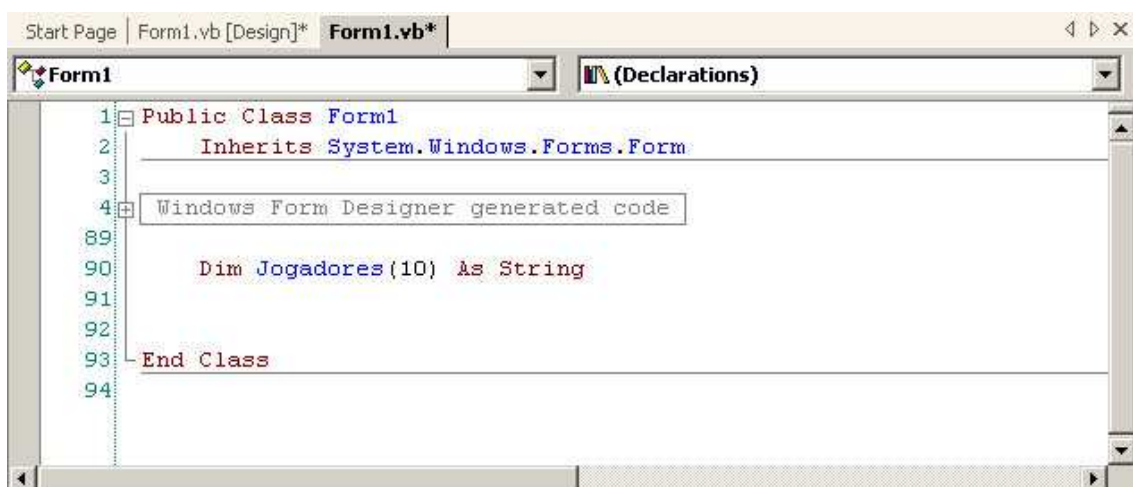 Start Page Form1.vb [Design]* Form1.vb*
Form1 (Declarations)
1 Public Class Form1
2 Inherits System.Windows.Forms.Form
3
4 Windows Form Designer generated code
89
90 Dim Jogadores(10) As String
91
92
93 End Class
94